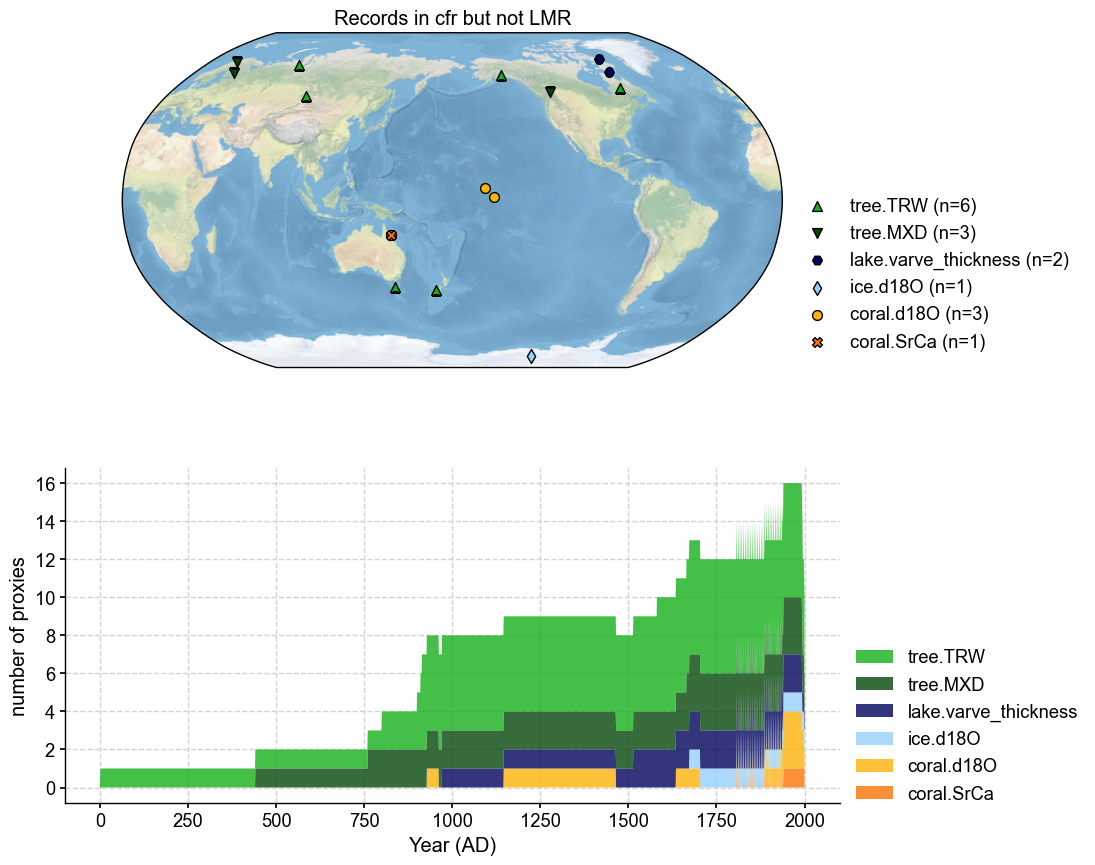 Records in cfr but not LMR
tree.TRW (n=6)
tree.MXD (n=3)
lake.varve_thickness (n=2)
ice.d18O (n=1)
coral.d18O (n=3)
coral.SrCa (n=1)
number of proxies
16
14
12
10
8
6
4
2
0
0 250 500 750 1000 1250 1500 1750 2000
Year (AD)
tree.TRW
tree.MXD
lake.varve_thickness
ice.d18O
coral.d18O
coral.SrCa